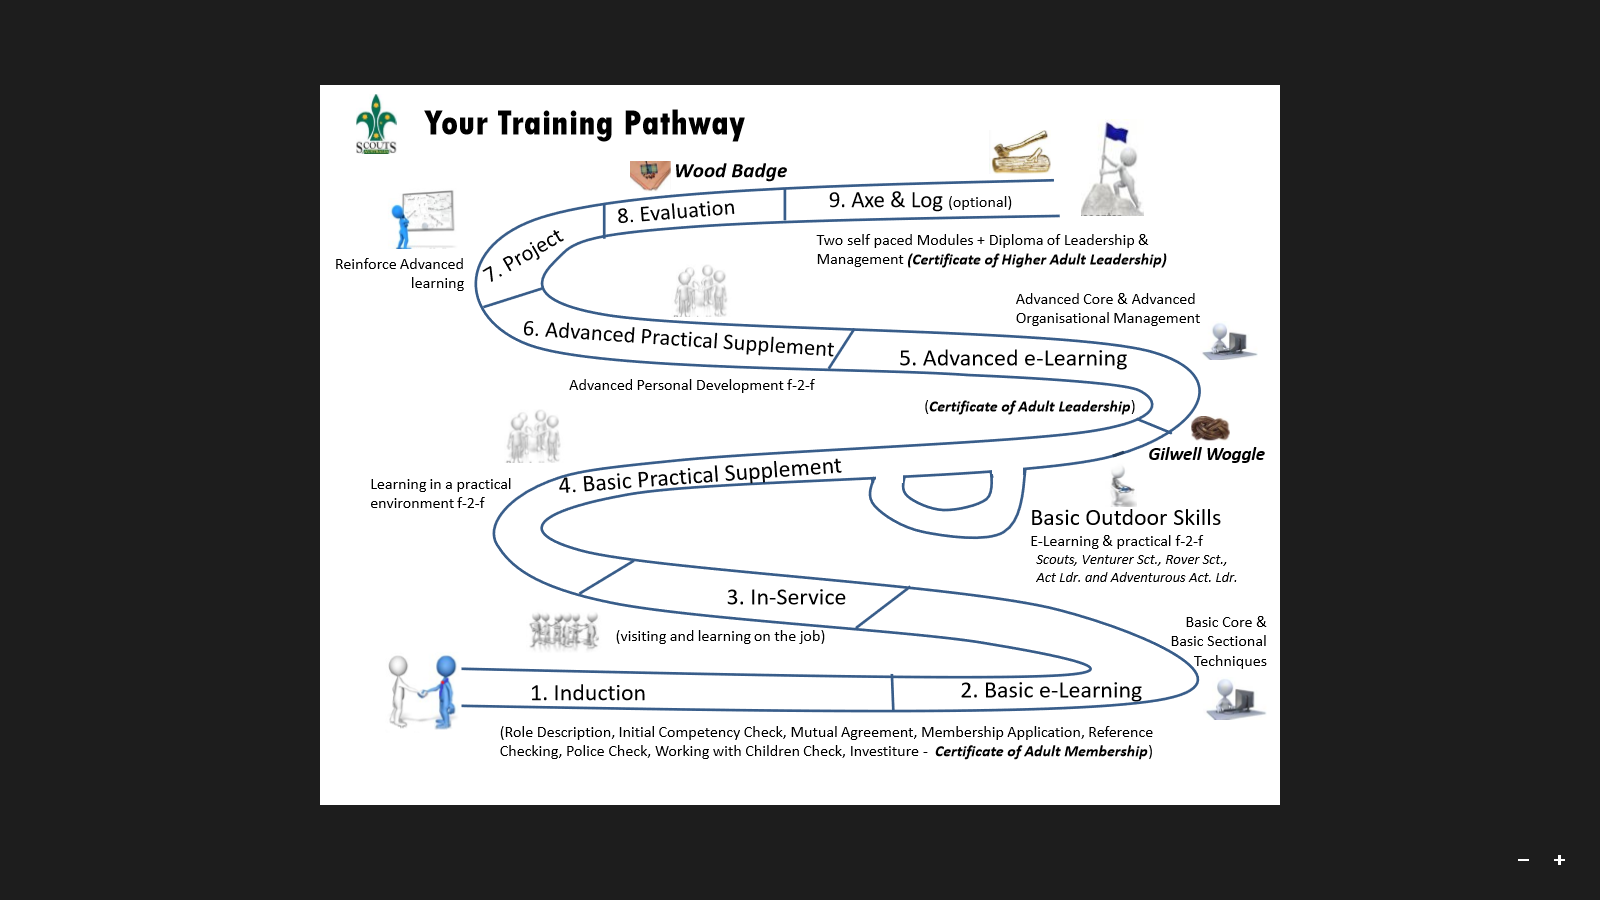 SCOUTS
Your Training Pathway
Wood Badge
8. Evaluation
9. Axe & Log (optional)
7. Project
Two self paced Modules + Diploma of Leadership &
Management (Certificate of Higher Adult Leadership)
Reinforce Advanced
learning
Advanced Core & Advanced
Organisational Management
6. Advanced Practical Supplement
5. Advanced e-Learning
Advanced Personal Development f-2-f
(Certificate of Adult Leadership)
Gilwell Woggle
4. Basic Practical Supplement
Learning in a practical
environment f-2-f
Basic Outdoor Skills
E-Learning & practical f-2-f
Scouts, Venturer Sct., Rover Sct.,
Act Ldr. and Adventurous Act. Ldr.
3. In-Service
(visiting and learning on the job)
Basic Core &
Basic Sectional
Techniques
1. Induction
2. Basic e-Learning
(Role Description, Initial Competency Check, Mutual Agreement, Membership Application, Reference
Checking, Police Check, Working with Children Check, Investiture - Certificate of Adult Membership)